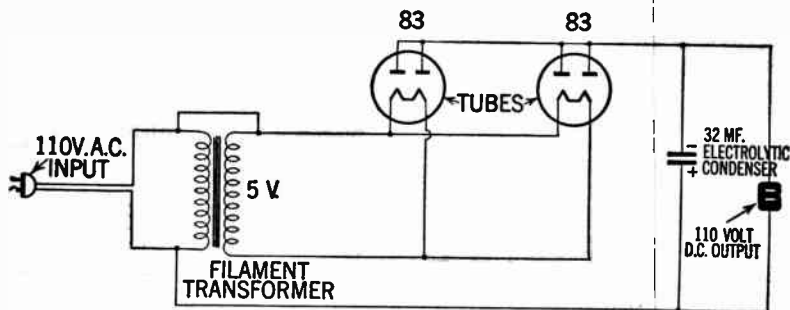 83
83
TUBES
110V. A.C.
INPUT
5 V.
32 MF.
ELECTROLYTIC
CONDENSER
-
+
110 VOLT
D.C. OUTPUT
FILAMENT
TRANSFORMER